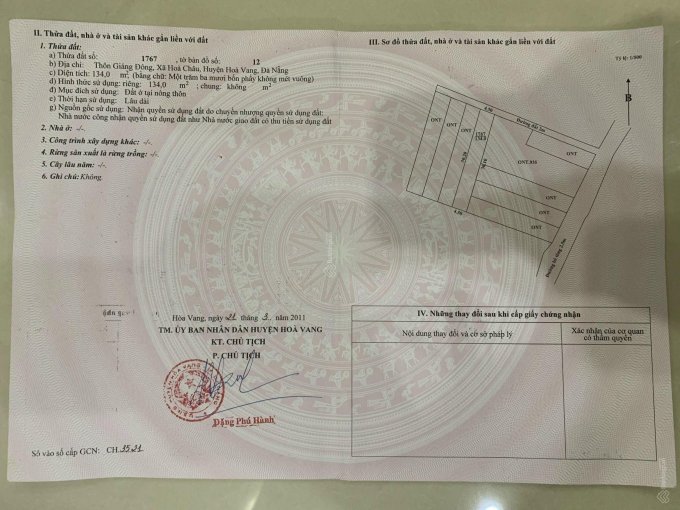 II. Thửa đất, nhà ở và tài sản khác gắn liền với đất
1. Thửa đất:
a) Thửa đất số: 1767 , tờ bản đồ số: 12
b) Địa chỉ: Thôn Giáng Đông, Xã Hoà Châu, Huyện Hoà Vang, Đà Nẵng
c) Diện tích: 134,0 m², (bằng chữ: Một trăm ba mươi bốn phẩy không mét vuông)
d) Hình thức sử dụng: riêng: 134,0 m²; chung: không m²
đ) Mục đích sử dụng: Đất ở tại nông thôn
e) Thời hạn sử dụng: Lâu dài
g) Nguồn gốc sử dụng: Nhận quyền sử dụng đất do chuyển nhượng quyền sử dụng đất:
Nhà nước công nhận quyền sử dụng đất như Nhà nước giao đất có thu tiền sử dụng đất
2. Nhà ở: -/-
3. Công trình xây dựng khác: -/-
4. Rừng sản xuất là rừng trồng: -/-
5. Cây lâu năm: -/-
6. Ghi chú: Không.
Hòa Vang, ngày 21 tháng 3 năm 2011
TM. ỦY BAN NHÂN DÂN HUYỆN HOÀ VANG
KT. CHỦ TỊCH
P. CHỦ TỊCH
Đặng Phú Hành
Số vào sổ cấp GCN: CH 3521
III. Sơ đồ thửa đất, nhà ở và tài sản khác gắn liền với đất
Tỷ lệ: 1/500
B
Đường đất 3m
4.50
ONT
ONT
1767
134.0
ONT.836
ONT
ONT
ONT
ONT
4.50
Đường bê tông 3.5m
IV. Những thay đổi sau khi cấp giấy chứng nhận
Nội dung thay đổi và cơ sở pháp lý
Xác nhận của cơ quan
có thẩm quyền